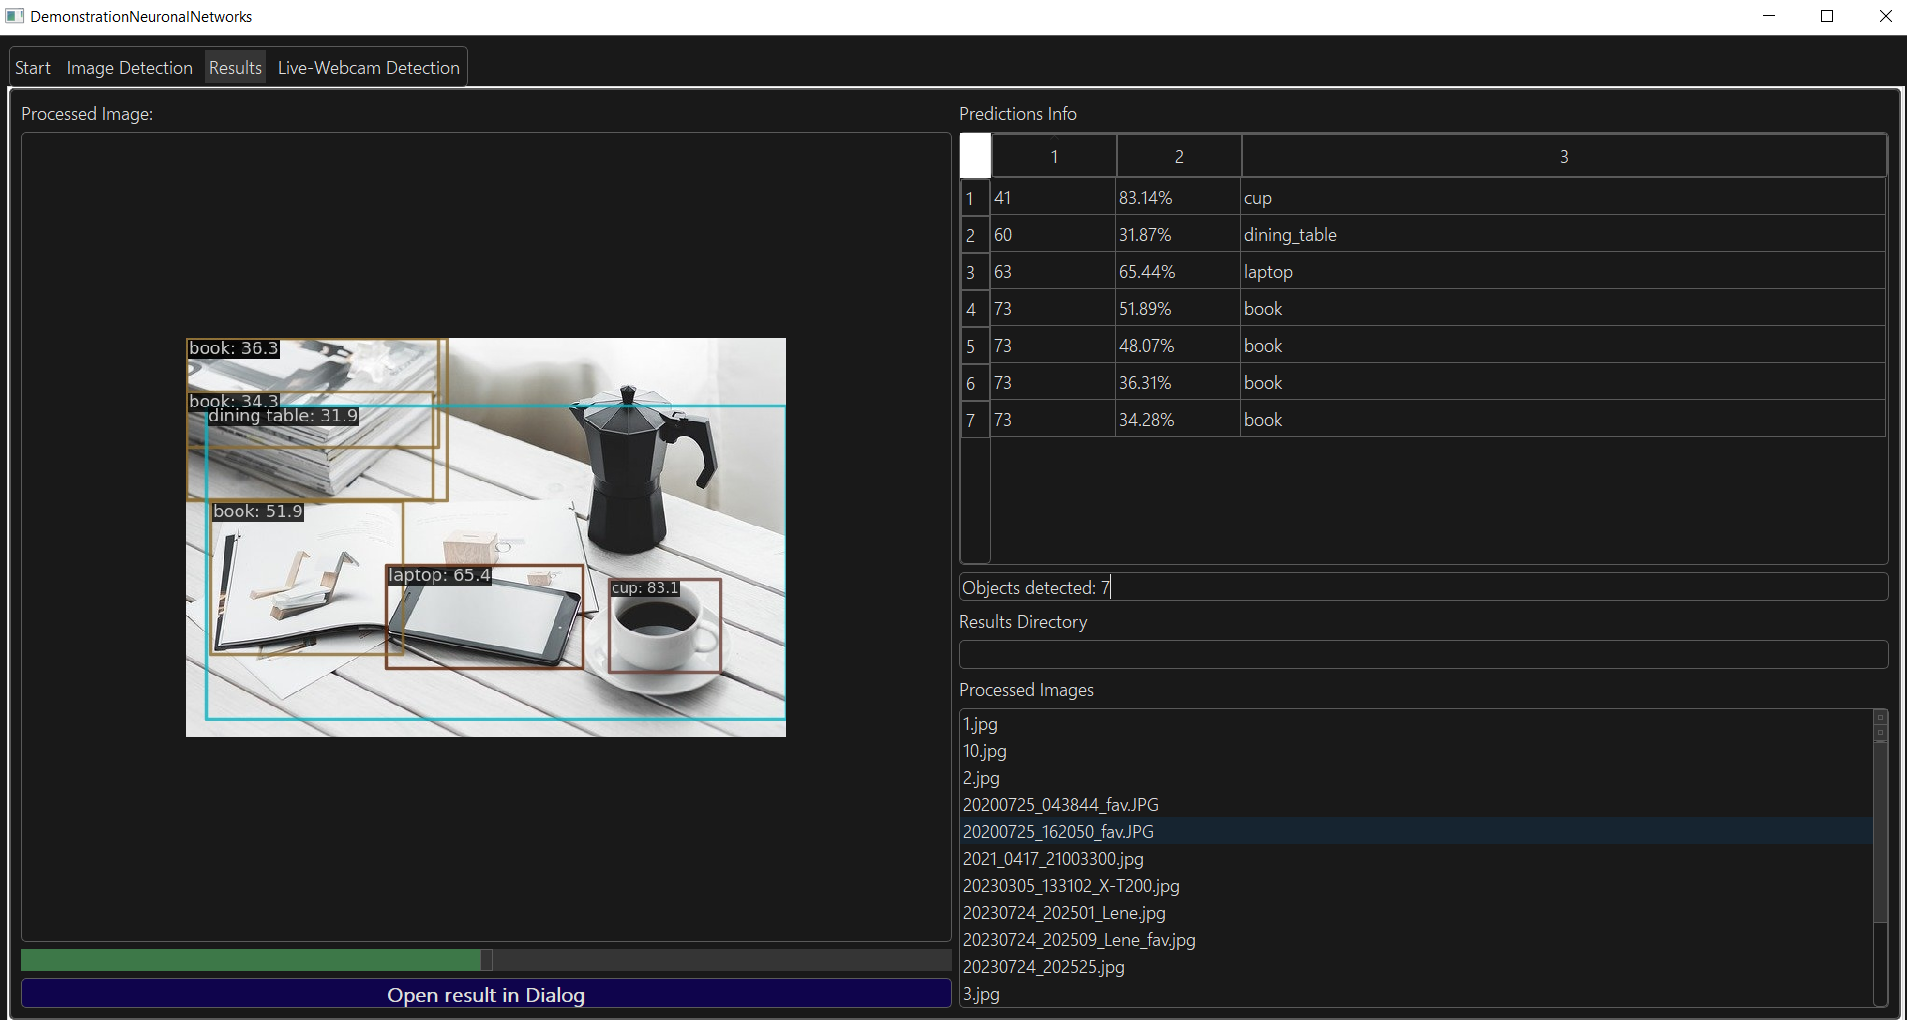 DemonstrationNeuronalNetworks
Start Image Detection Results Live-Webcam Detection
Processed Image:
book: 36.3
book: 34.3
dining table: 31.9
book: 51.9
laptop: 65.4
cup: 83.1
Open result in Dialog
Predictions Info
1 2 3
1 41 83.14% cup
2 60 31.87% dining_table
3 63 65.44% laptop
4 73 51.89% book
5 73 48.07% book
6 73 36.31% book
7 73 34.28% book
Objects detected: 7
Results Directory
Processed Images
1.jpg
10.jpg
2.jpg
20200725_043844_fav.JPG
20200725_162050_fav.JPG
2021_0417_21003300.jpg
20230305_133102_X-T200.jpg
20230724_202501_Lene.jpg
20230724_202509_Lene_fav.jpg
20230724_202525.jpg
3.jpg